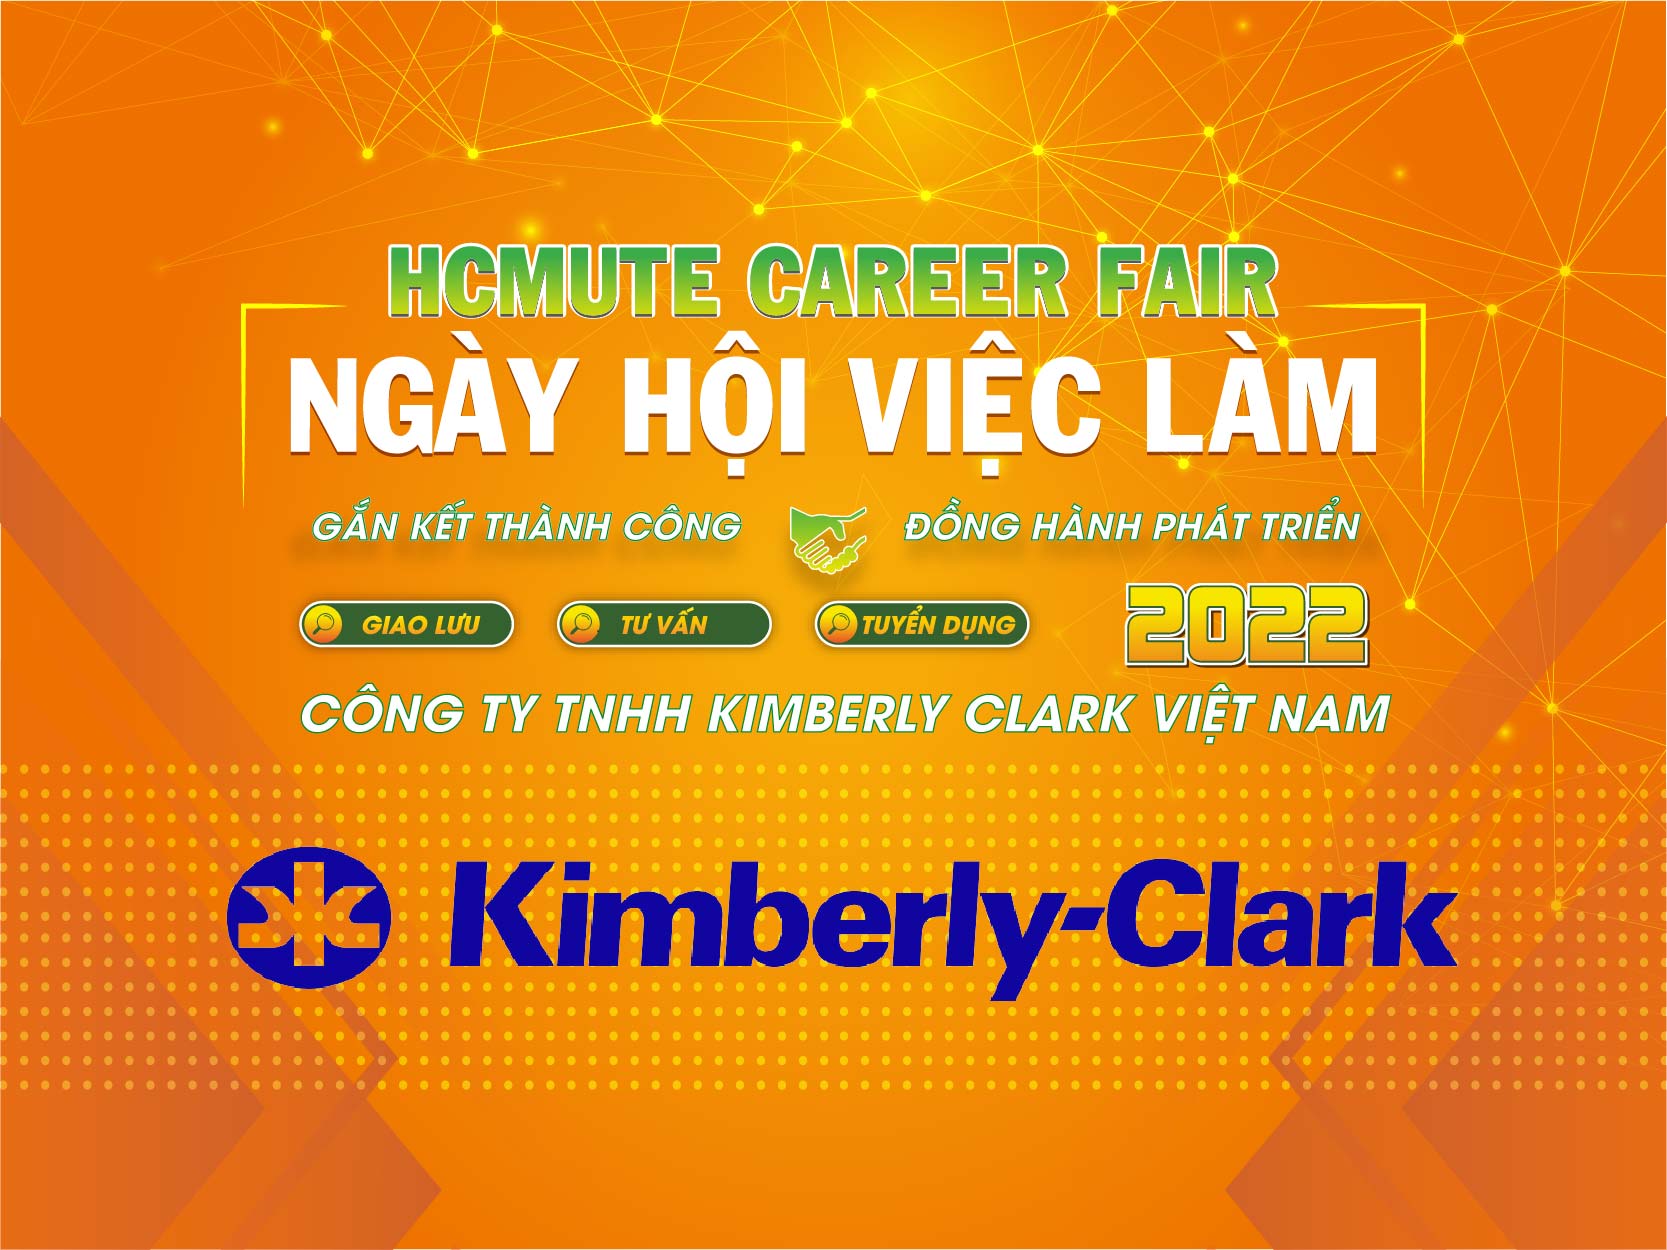 HCMUTE CAREER FAIR
NGÀY HỘI VIỆC LÀM
GẮN KẾT THÀNH CÔNG ĐỒNG HÀNH PHÁT TRIỂN
GIAO LƯU TƯ VẤN TUYỂN DỤNG 2022
CÔNG TY TNHH KIMBERLY CLARK VIỆT NAM
Kimberly-Clark